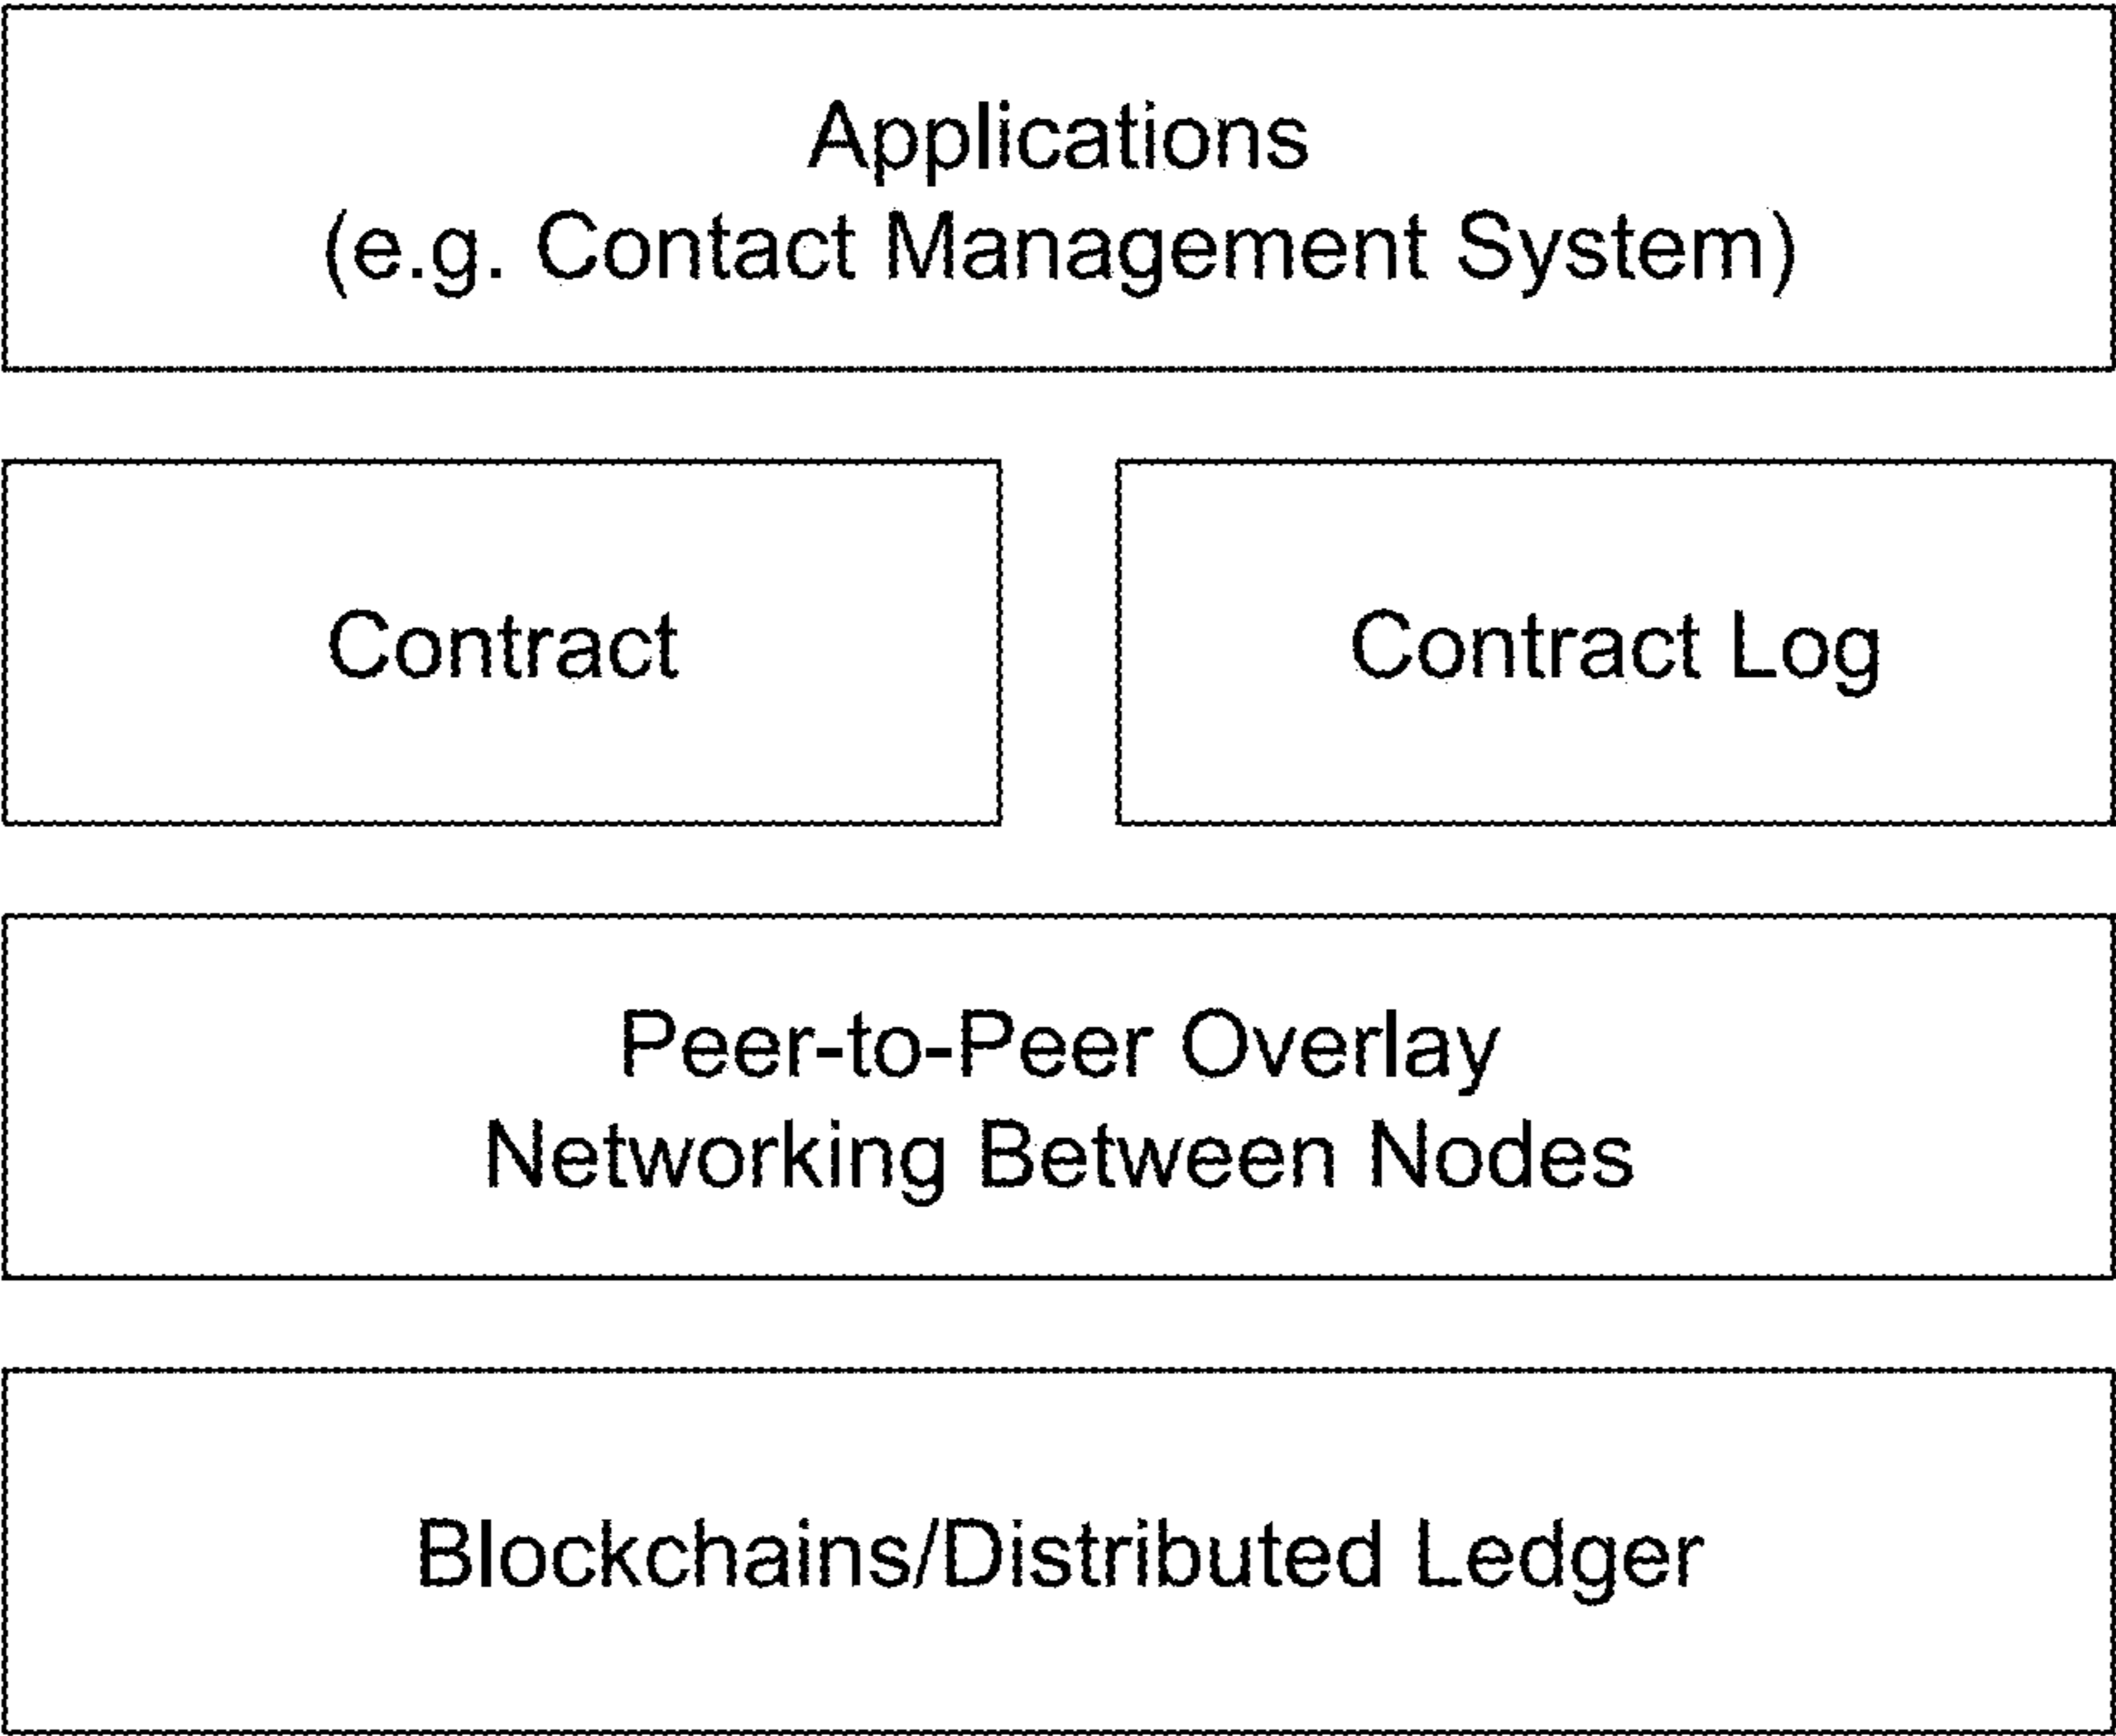 Applications
(e.g. Contact Management System)
Contract
Contract Log
Peer-to-Peer Overlay
Networking Between Nodes
Blockchains/Distributed Ledger